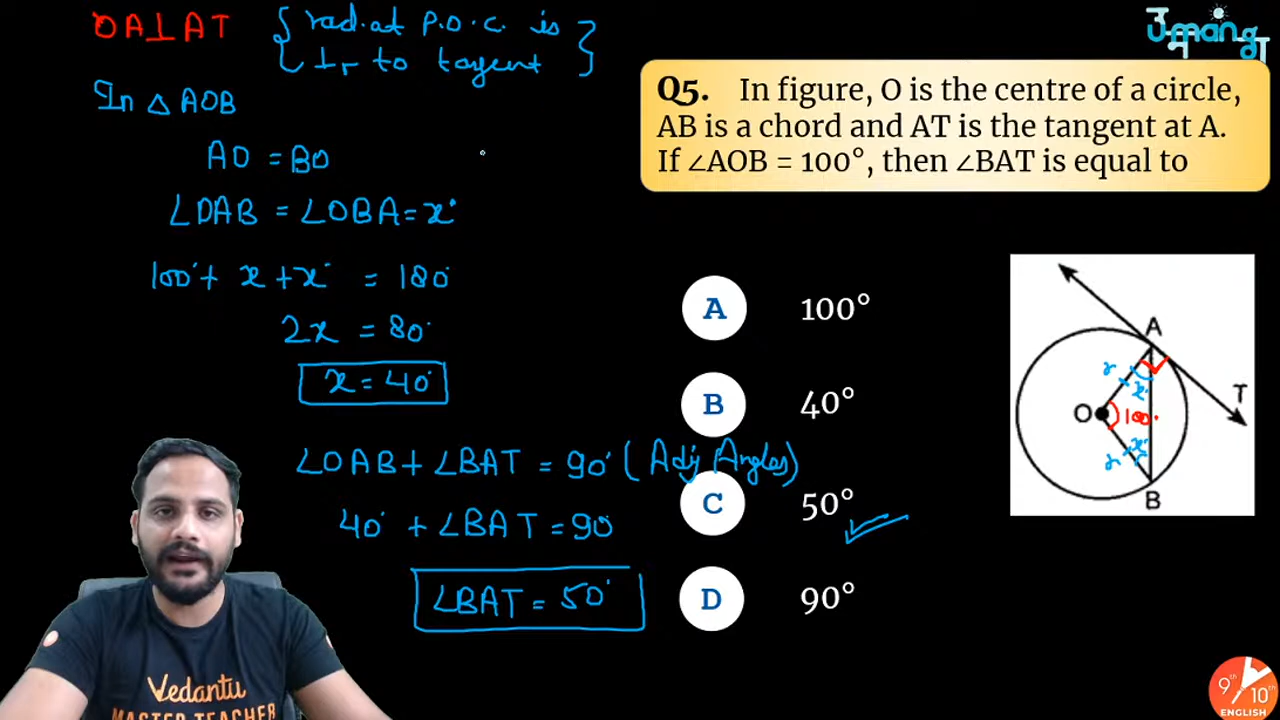 OA⊥AT { rad. at P.O.C. is
⊥r to tangent }
In △ AOB
AO = BO
∠OAB = ∠OBA = x°
100° + x + x° = 180°
2x = 80°
x = 40°
∠OAB + ∠BAT = 90° (Adj Angles)
40° + ∠BAT = 90
∠BAT = 50°
उमंग
Q5. In figure, O is the centre of a circle,
AB is a chord and AT is the tangent at A.
If ∠AOB = 100°, then ∠BAT is equal to
A 100°
B 40°
C 50°
D 90°
A
r
x°
T
O 100°
r x°
B
Vedantu
MASTER TEACHER
9th 10th
ENGLISH